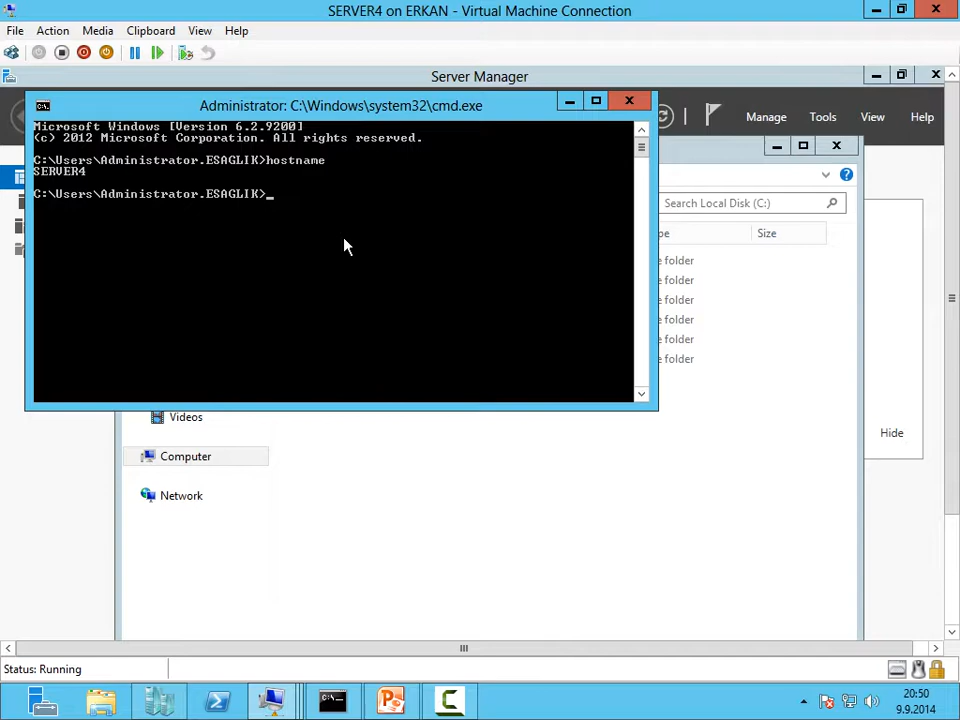 SERVER4 on ERKAN - Virtual Machine Connection
File Action Media Clipboard View Help
Server Manager
Administrator: C:\Windows\system32\cmd.exe
Manage Tools View Help
Microsoft Windows [Version 6.2.9200]
(c) 2012 Microsoft Corporation. All rights reserved.
C:\Users\Administrator.ESAGLIK>hostname
SERVER4
C:\Users\Administrator.ESAGLIK>_
Search Local Disk (C:)
pe Size
e folder
e folder
e folder
e folder
e folder
e folder
Videos
Hide
Computer
Network
Status: Running
20:50
9.9.2014